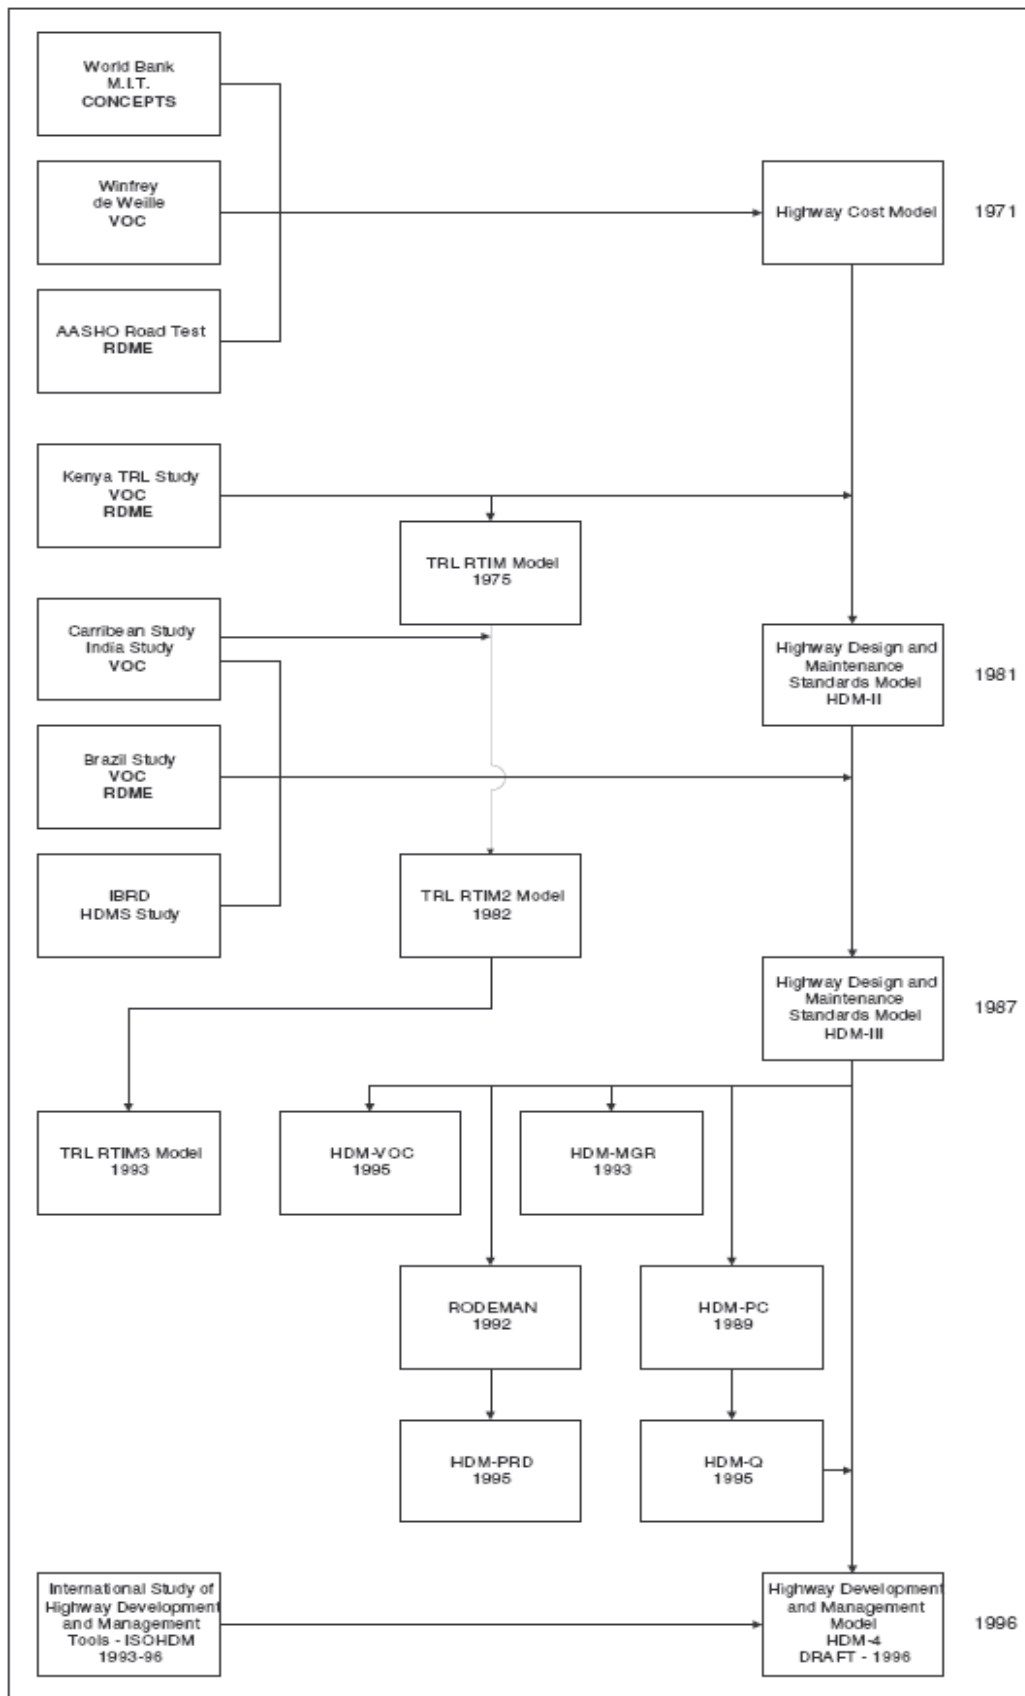 World Bank
M.I.T.
CONCEPTS
Winfrey
de Weille
VOC
Highway Cost Model
1971
AASHO Road Test
RDME
Kenya TRL Study
VOC
RDME
TRL RTIM Model
1975
Carribean Study
India Study
VOC
Highway Design and
Maintenance
Standards Model
HDM-II
1981
Brazil Study
VOC
RDME
IBRD
HDMS Study
TRL RTIM2 Model
1982
Highway Design and
Maintenance
Standards Model
HDM-III
1987
TRL RTIM3 Model
1993
HDM-VOC
1995
HDM-MGR
1993
RODEMAN
1992
HDM-PC
1989
HDM-PRD
1995
HDM-Q
1995
International Study of
Highway Development
and Management
Tools - ISOHDM
1993-96
Highway Development
and Management
Model
HDM-4
DRAFT - 1996
1996